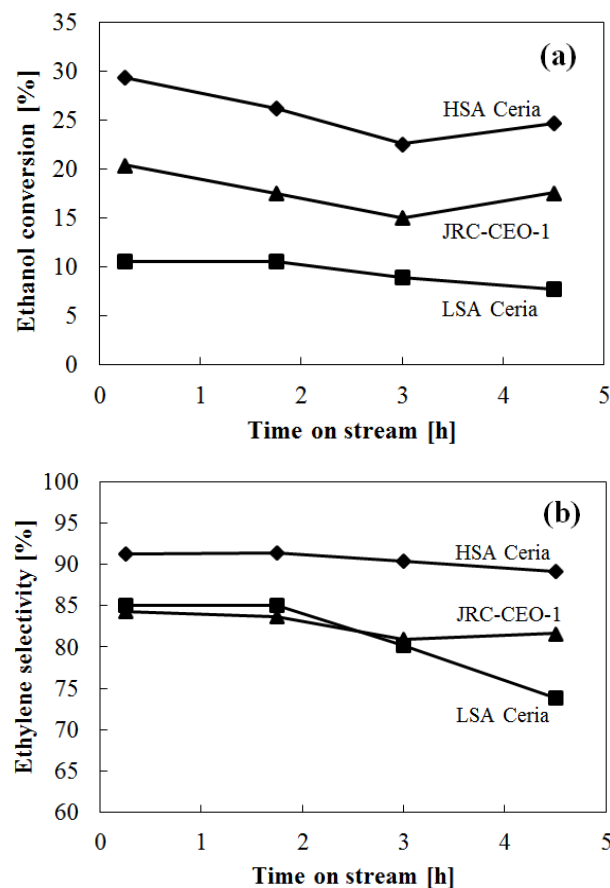 35
(a)
30
HSA Ceria
25
20
15
JRC-CEO-1
10
LSA Ceria
5
0
0 1 2 3 4 5
Ethanol conversion [%]
Time on stream [h]
100
(b)
95
HSA Ceria
90
85
JRC-CEO-1
80
75
LSA Ceria
70
65
60
0 1 2 3 4 5
Ethylene selectivity [%]
Time on stream [h]